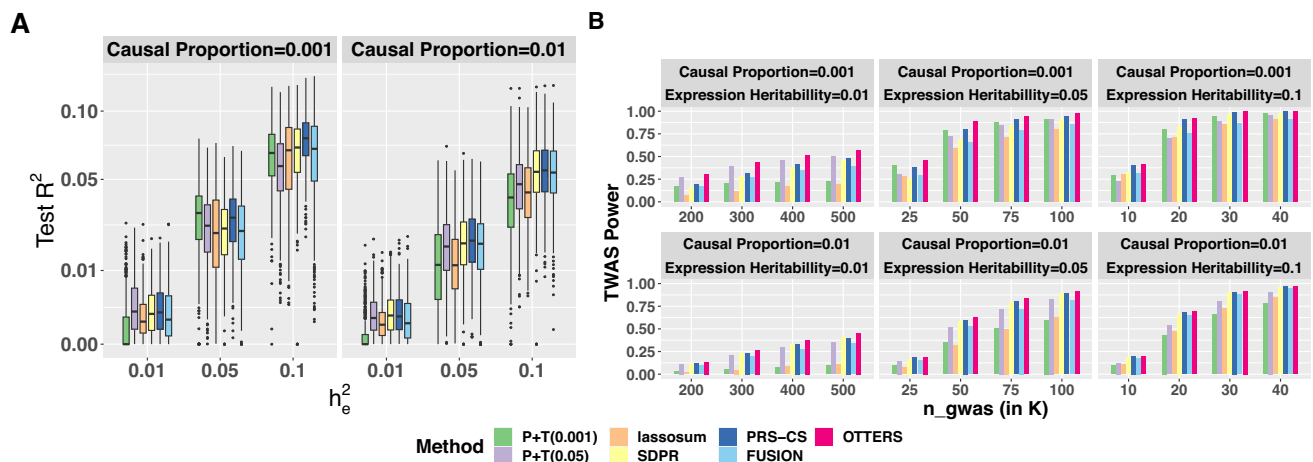 A
Causal Proportion=0.001
Causal Proportion=0.01
Test R²
0.10
0.05
0.01
0.00
0.01
0.05
0.1
0.01
0.05
0.1
h²e
B
Causal Proportion=0.001
Expression Heritabillity=0.01
Causal Proportion=0.001
Expression Heritabillity=0.05
Causal Proportion=0.001
Expression Heritabillity=0.1
TWAS Power
1.00
0.75
0.50
0.25
0.00
200
300
400
500
25
50
75
100
10
20
30
40
Causal Proportion=0.01
Expression Heritabillity=0.01
Causal Proportion=0.01
Expression Heritabillity=0.05
Causal Proportion=0.01
Expression Heritabillity=0.1
1.00
0.75
0.50
0.25
0.00
200
300
400
500
25
50
75
100
10
20
30
40
n_gwas (in K)
Method
P+T(0.001)
P+T(0.05)
lassosum
SDPR
PRS−CS
FUSION
OTTERS